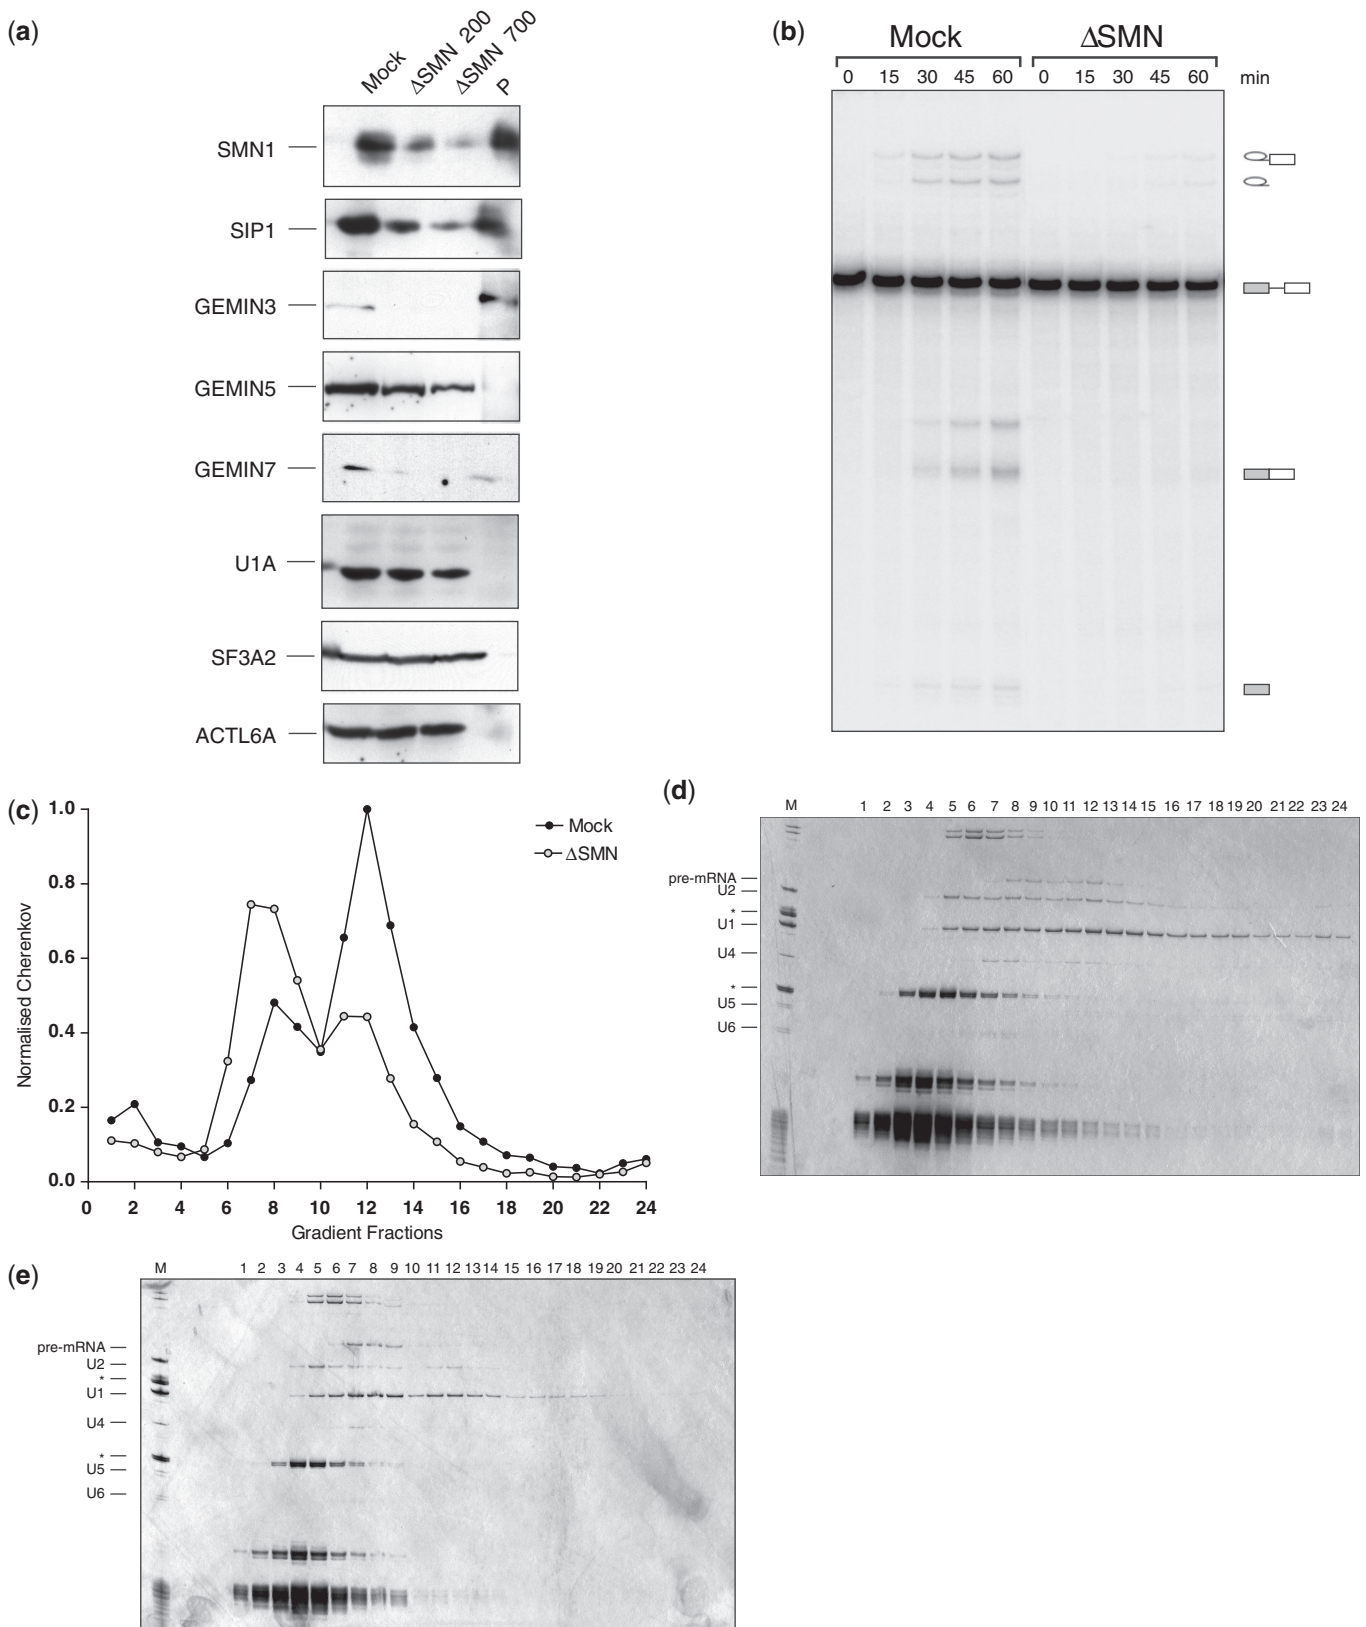 (a)
Mock ΔSMN 200 ΔSMN 700 P
SMN1
SIP1
GEMIN3
GEMIN5
GEMIN7
U1A
SF3A2
ACTL6A
(b)
Mock ΔSMN
0 15 30 45 60 0 15 30 45 60 min
(c)
1.0
0.8
0.6
0.4
0.2
0.0
Normalised Cherenkov
0 2 4 6 8 10 12 14 16 18 20 22 24
Gradient Fractions
Mock
ΔSMN
(d)
M 1 2 3 4 5 6 7 8 9 10 11 12 13 14 15 16 17 18 19 20 21 22 23 24
pre-mRNA
U2
*
U1
U4
*
U5
U6
(e)
M 1 2 3 4 5 6 7 8 9 10 11 12 13 14 15 16 17 18 19 20 21 22 23 24
pre-mRNA
U2
*
U1
U4
*
U5
U6